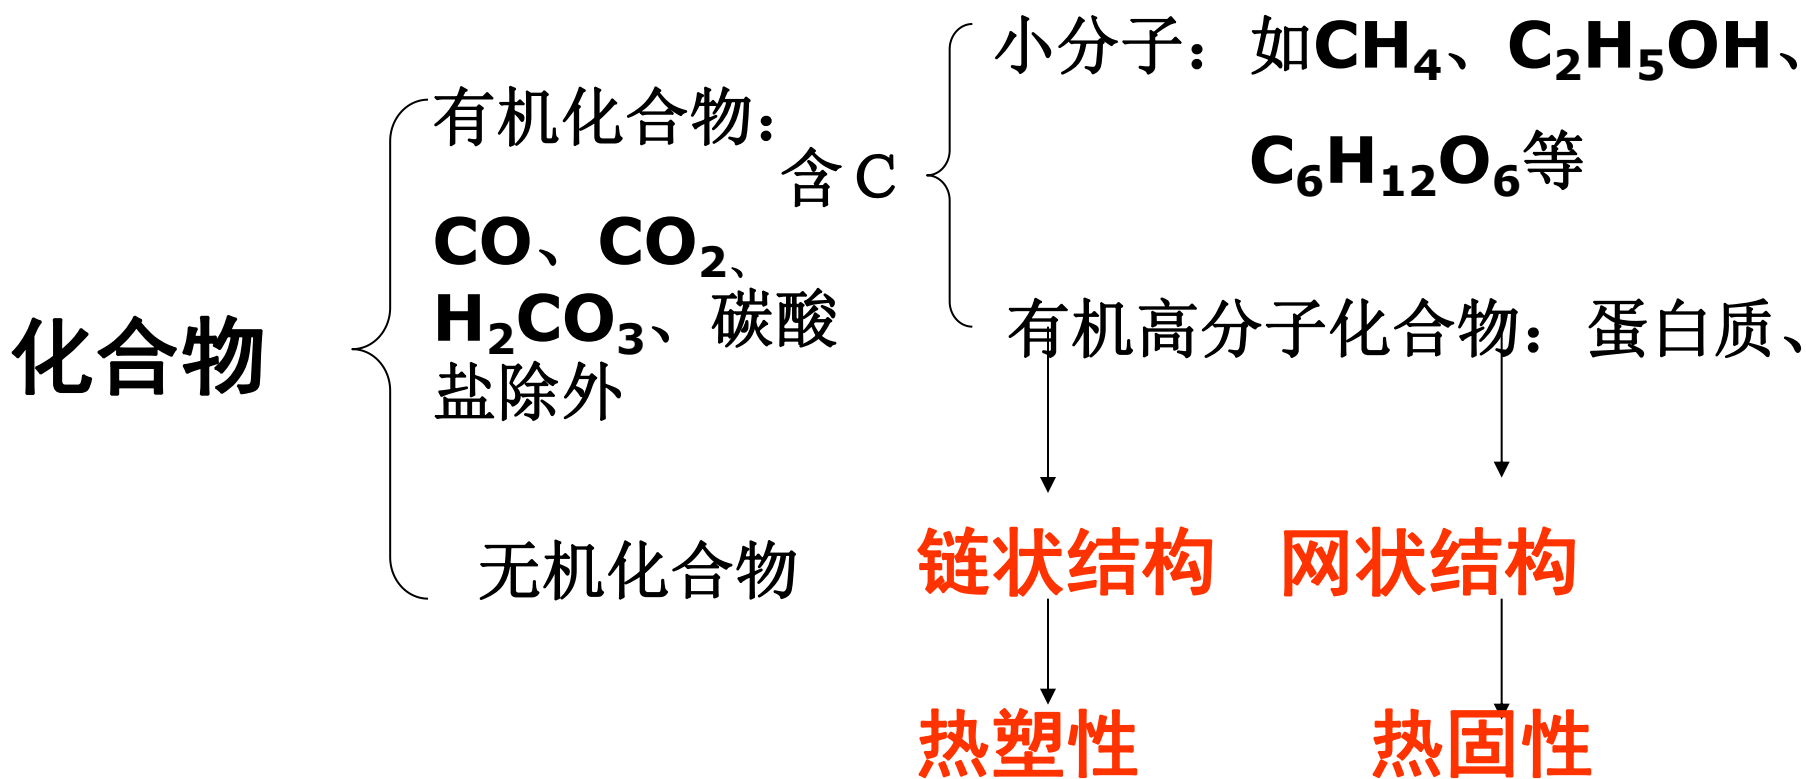 小分子：如CH₄、C₂H₅OH、
C₆H₁₂O₆等
有机化合物：
含C
CO、CO₂、
H₂CO₃、碳酸
盐除外
化合物
有机高分子化合物：蛋白质、
无机化合物
链状结构 网状结构
热塑性 热固性